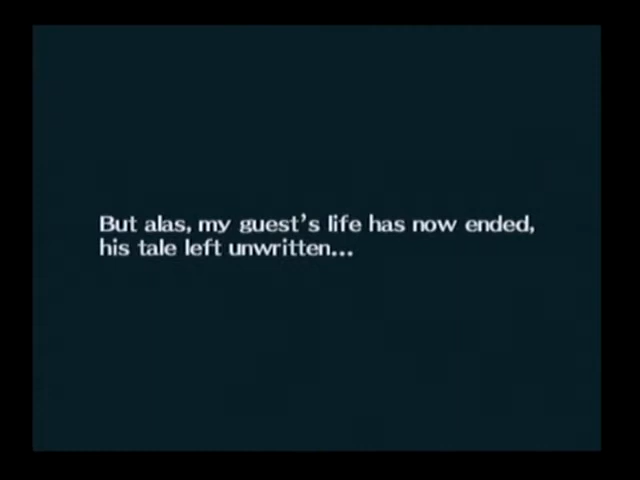 But alas, my guest's life has now ended,
his tale left unwritten...